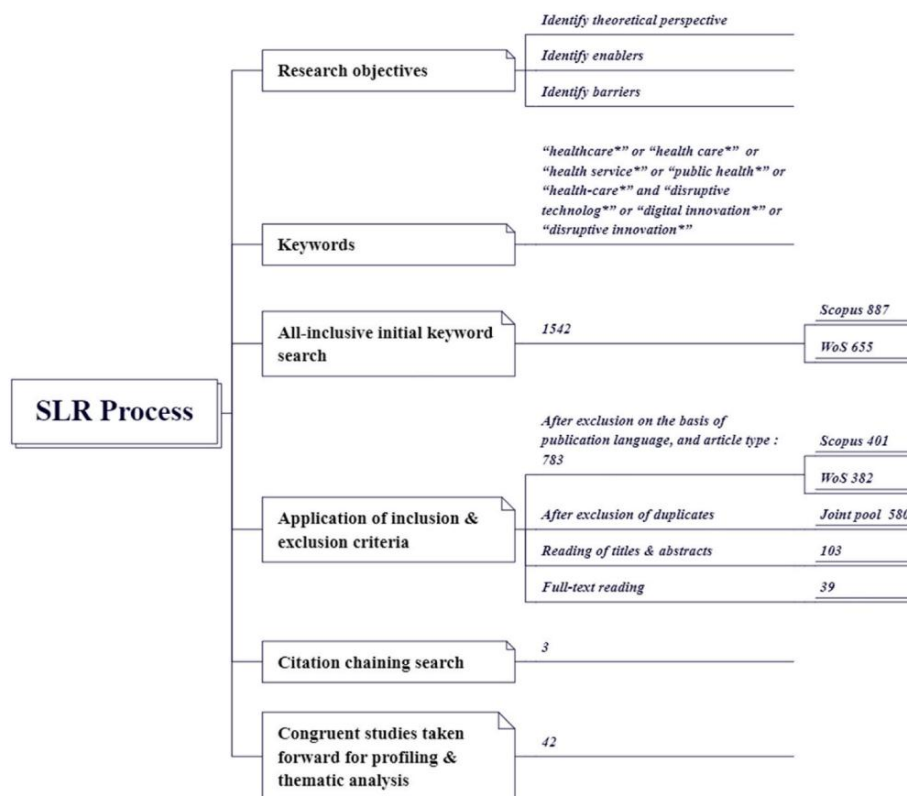 Identify theoretical perspective
Research objectives
Identify enablers
Identify barriers
“healthcare*” or “health care*” or
“health service*” or “public health*” or
“health-care*” and “disruptive
technolog*” or “digital innovation*” or
“disruptive innovation*”
Keywords
All-inclusive initial keyword
search
1542
Scopus 887
WoS 655
SLR Process
After exclusion on the basis of
publication language, and article type :
783
Scopus 401
WoS 382
Application of inclusion &
exclusion criteria
After exclusion of duplicates
Joint pool 580
Reading of titles & abstracts
103
Full-text reading
39
Citation chaining search
3
Congruent studies taken
forward for profiling &
thematic analysis
42